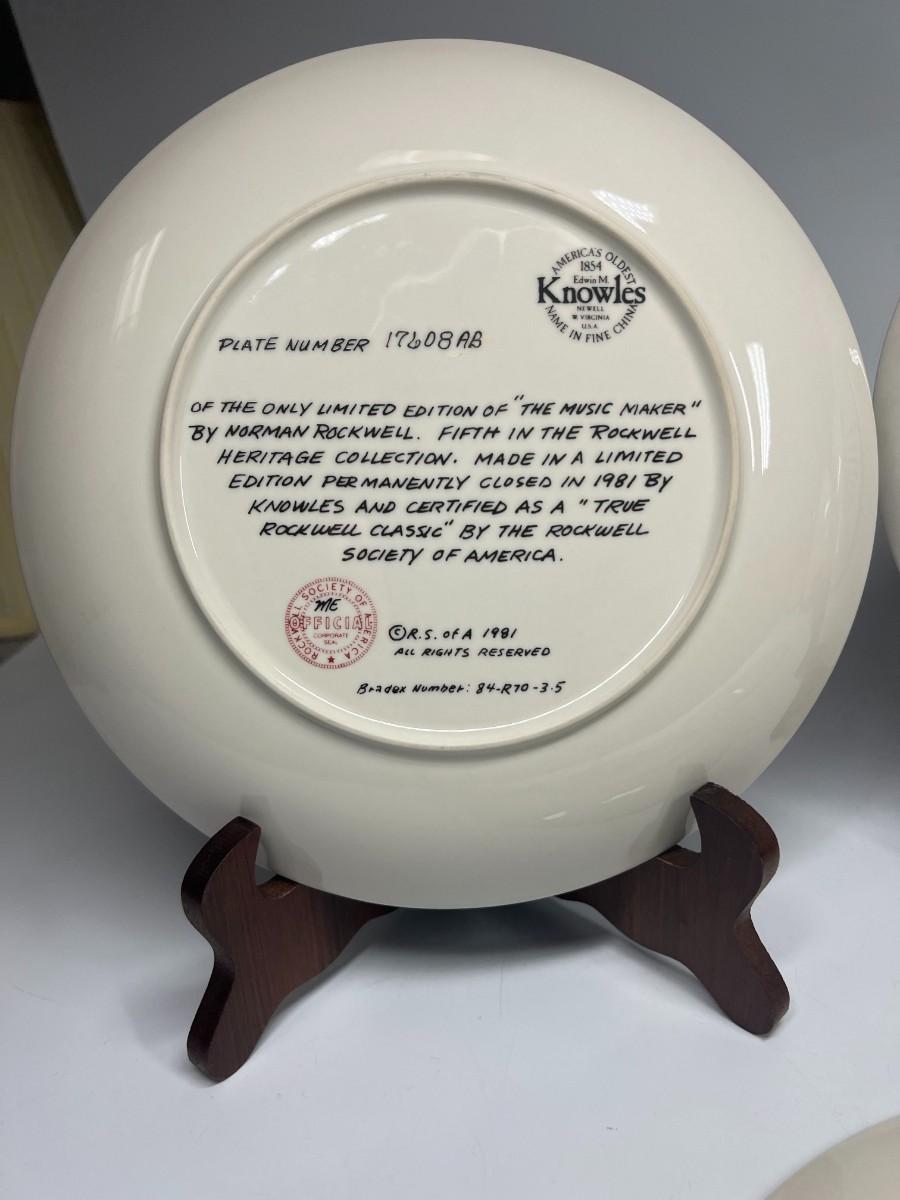 AMERICA'S OLDEST
1854
Edwin M.
Knowles
NEWELL
W. VIRGINIA
U.S.A.
NAME IN FINE CHINA
PLATE NUMBER 17608AB
OF THE ONLY LIMITED EDITION OF "THE MUSIC MAKER"
BY NORMAN ROCKWELL. FIFTH IN THE ROCKWELL
HERITAGE COLLECTION. MADE IN A LIMITED
EDITION PERMANENTLY CLOSED IN 1981 BY
KNOWLES AND CERTIFIED AS A "TRUE
ROCKWELL CLASSIC" BY THE ROCKWELL
SOCIETY OF AMERICA.
ROCKWELL SOCIETY OF AMERICA
ME
OFFICIAL
CORPORATE
SEAL
©R.S. OF A 1981
ALL RIGHTS RESERVED
Bradex Number: 84-R70-3.5